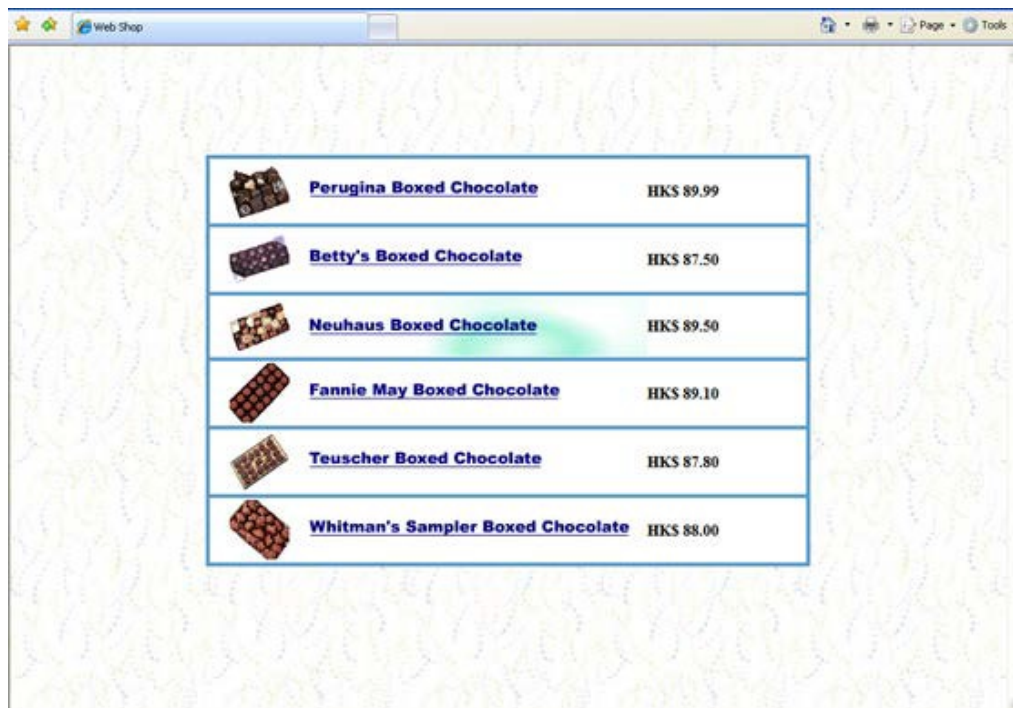 Web Shop
Page
Tools
Perugina Boxed Chocolate HK$ 89.99
Betty's Boxed Chocolate HK$ 87.50
Neuhaus Boxed Chocolate HK$ 89.50
Fannie May Boxed Chocolate HK$ 89.10
Teuscher Boxed Chocolate HK$ 87.80
Whitman's Sampler Boxed Chocolate HK$ 88.00